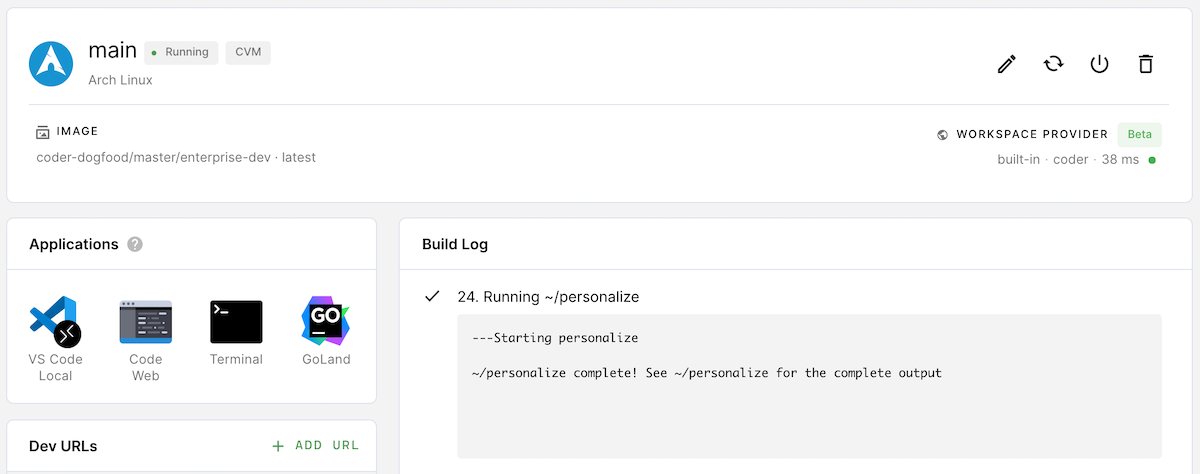 main
Running
CVM
Arch Linux
IMAGE
coder-dogfood/master/enterprise-dev · latest
WORKSPACE PROVIDER
Beta
built-in · coder · 38 ms
Applications
?
VS Code
Local
Code
Web
>_
Terminal
GO
GoLand
Dev URLs
+ ADD URL
Build Log
24. Running ~/personalize
---Starting personalize
~/personalize complete! See ~/personalize for the complete output